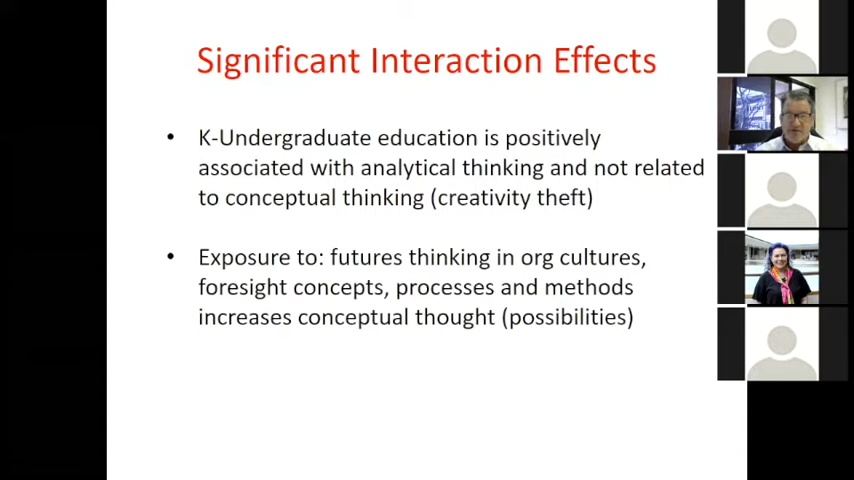 Significant Interaction Effects
• K-Undergraduate education is positively
associated with analytical thinking and not related
to conceptual thinking (creativity theft)
• Exposure to: futures thinking in org cultures,
foresight concepts, processes and methods
increases conceptual thought (possibilities)